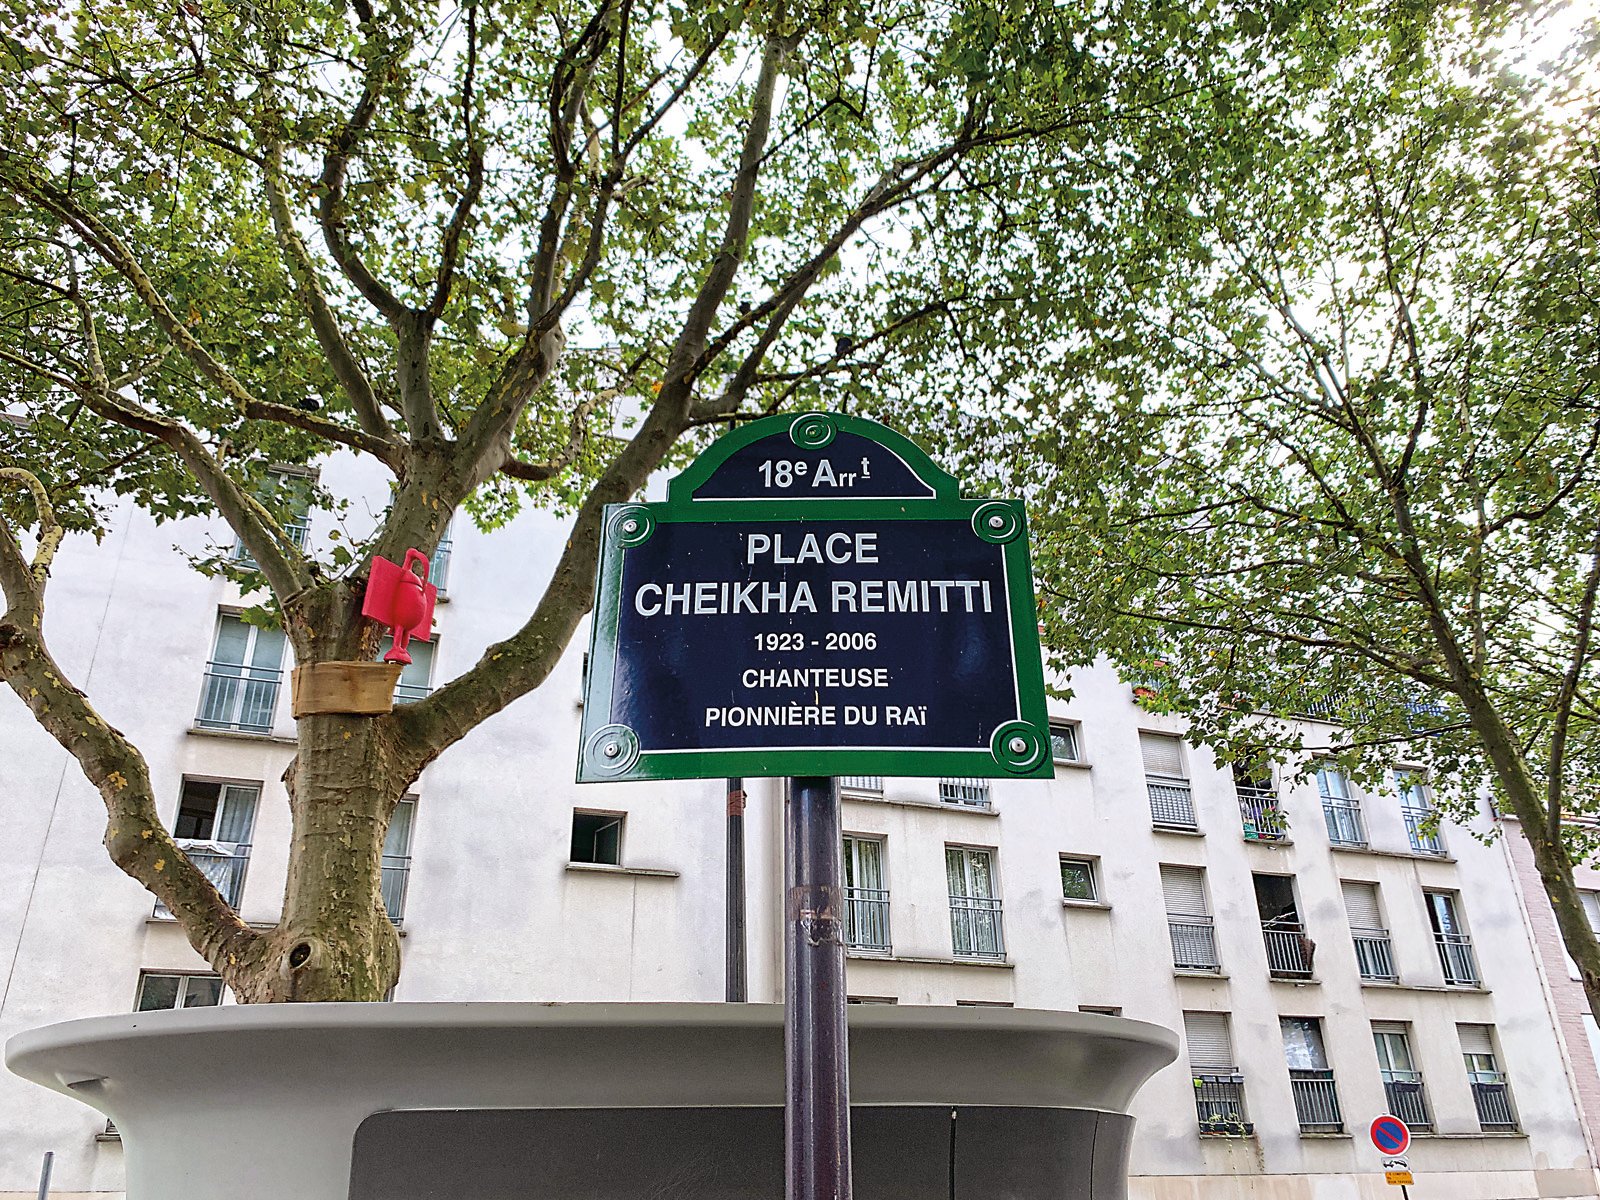 18e Arrt
PLACE
CHEIKHA REMITTI
1923 - 2006
CHANTEUSE
PIONNIÈRE DU RAÏ